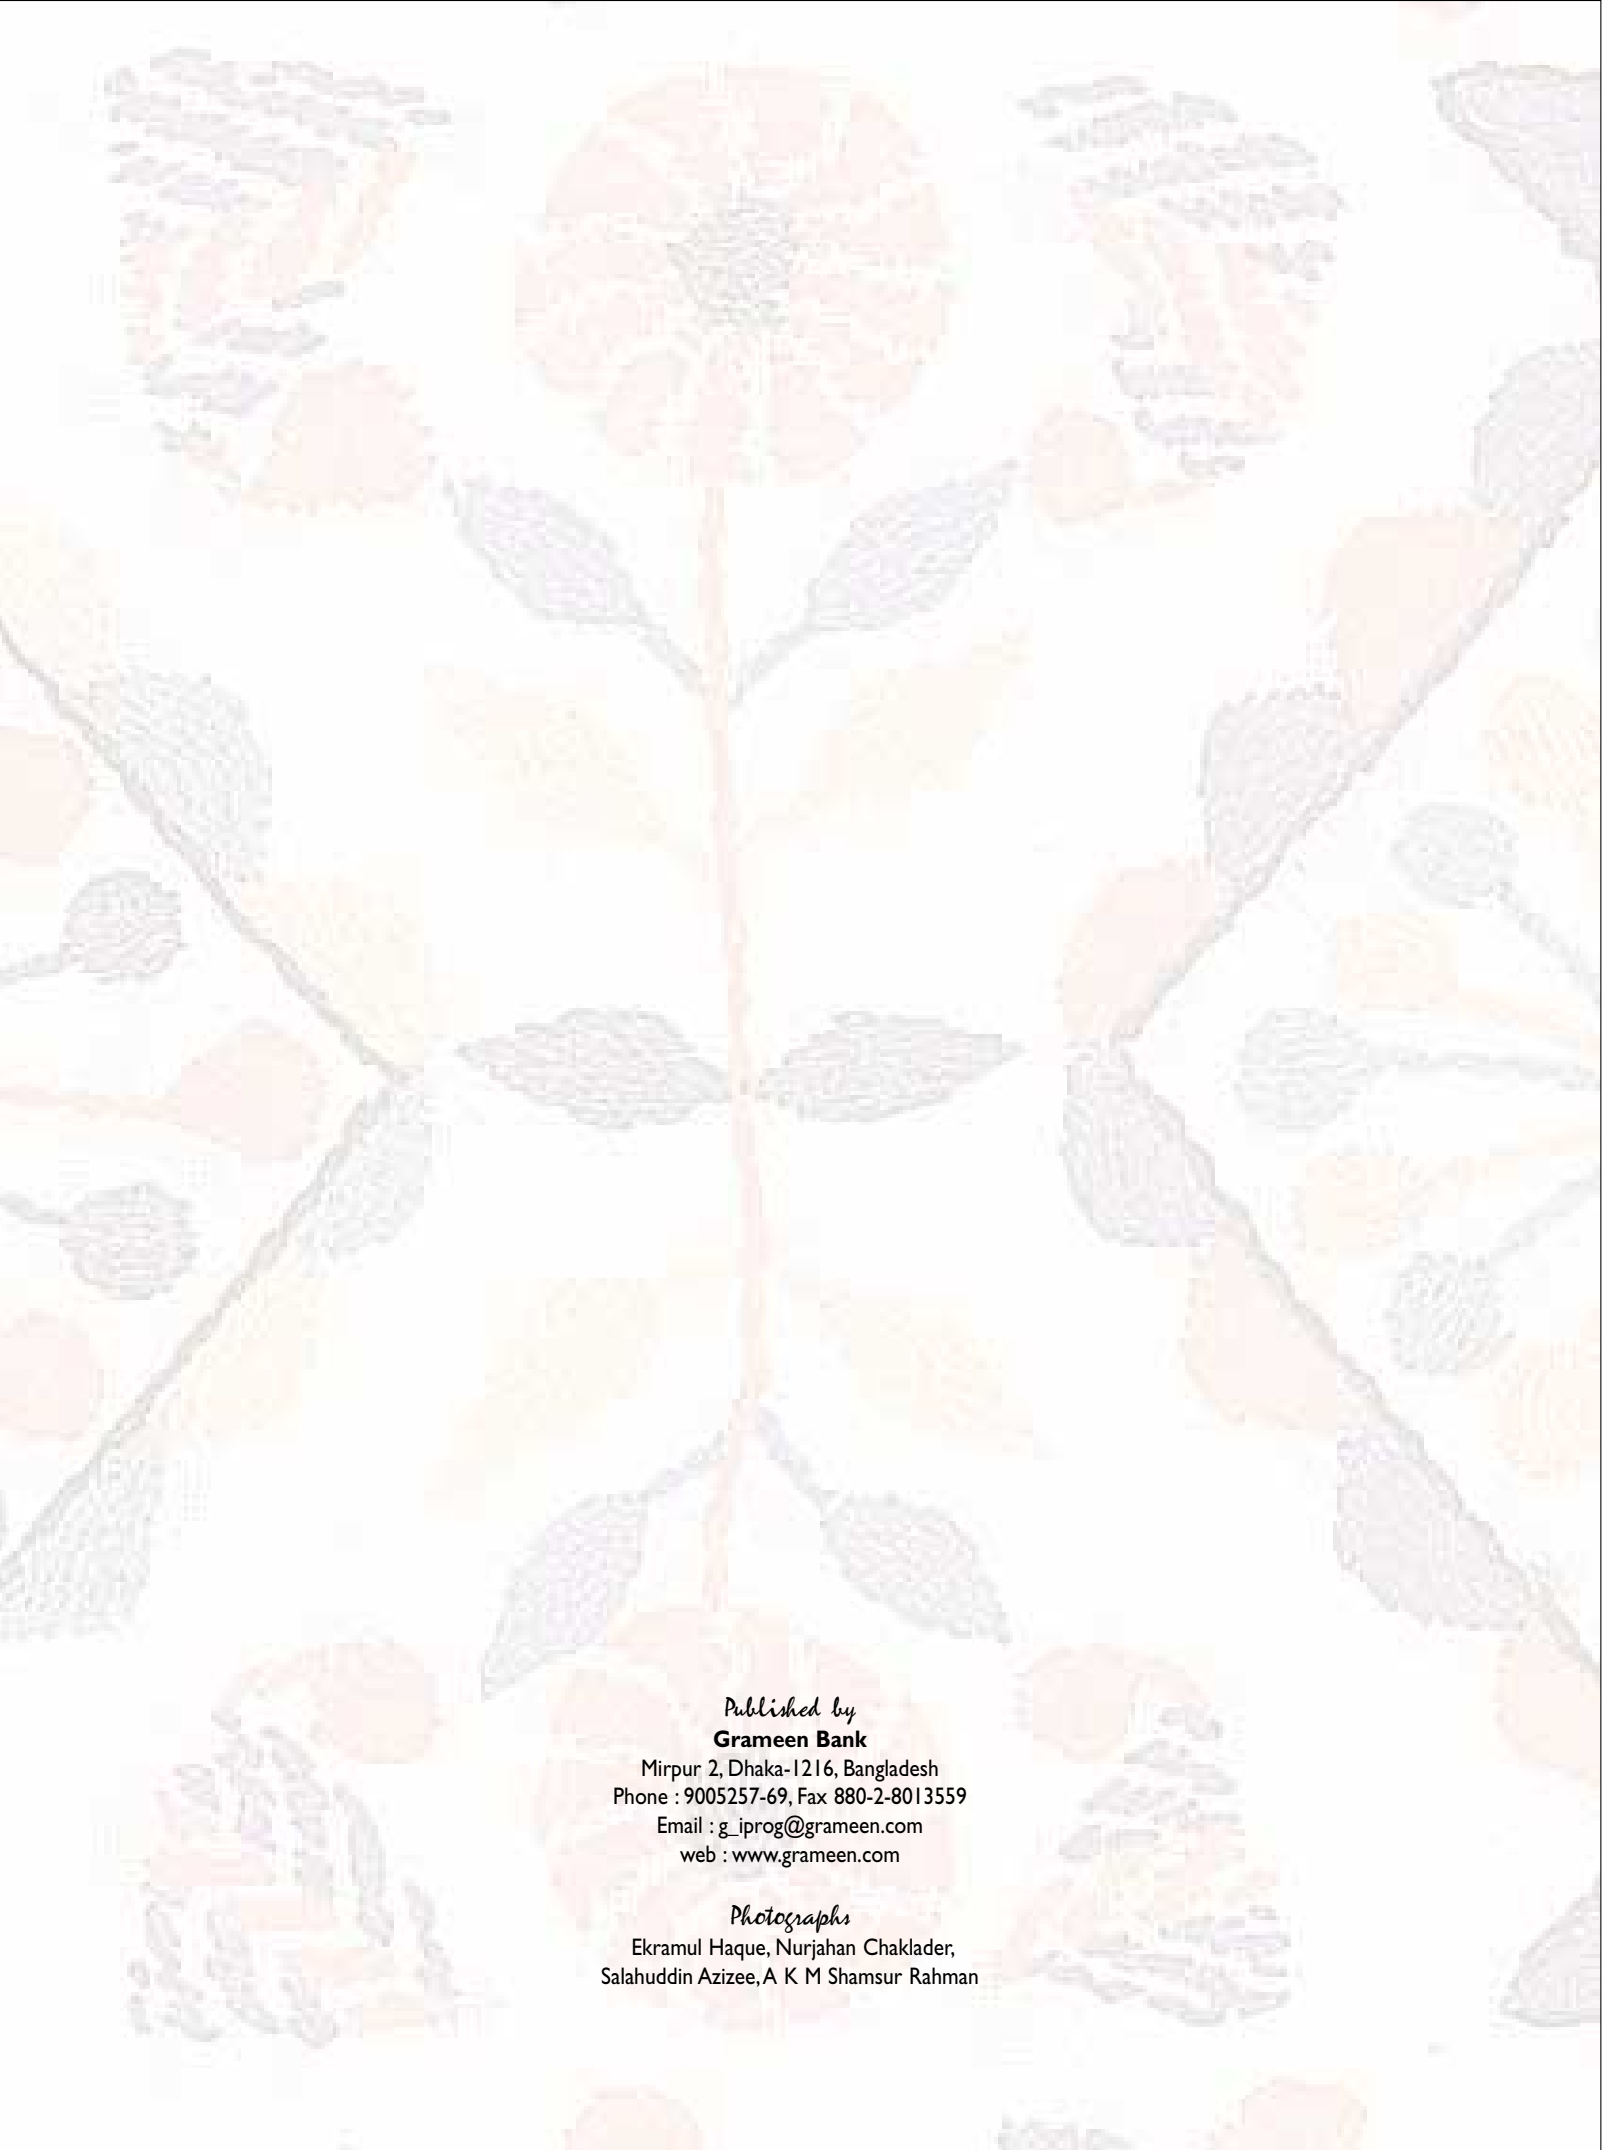 Published by
Grameen Bank
Mirpur 2, Dhaka-1216, Bangladesh
Phone : 9005257-69, Fax 880-2-8013559
Email : g_iprog@grameen.com
web : www.grameen.com
Photographs
Ekramul Haque, Nurjahan Chaklader,
Salahuddin Azizee, A K M Shamsur Rahman